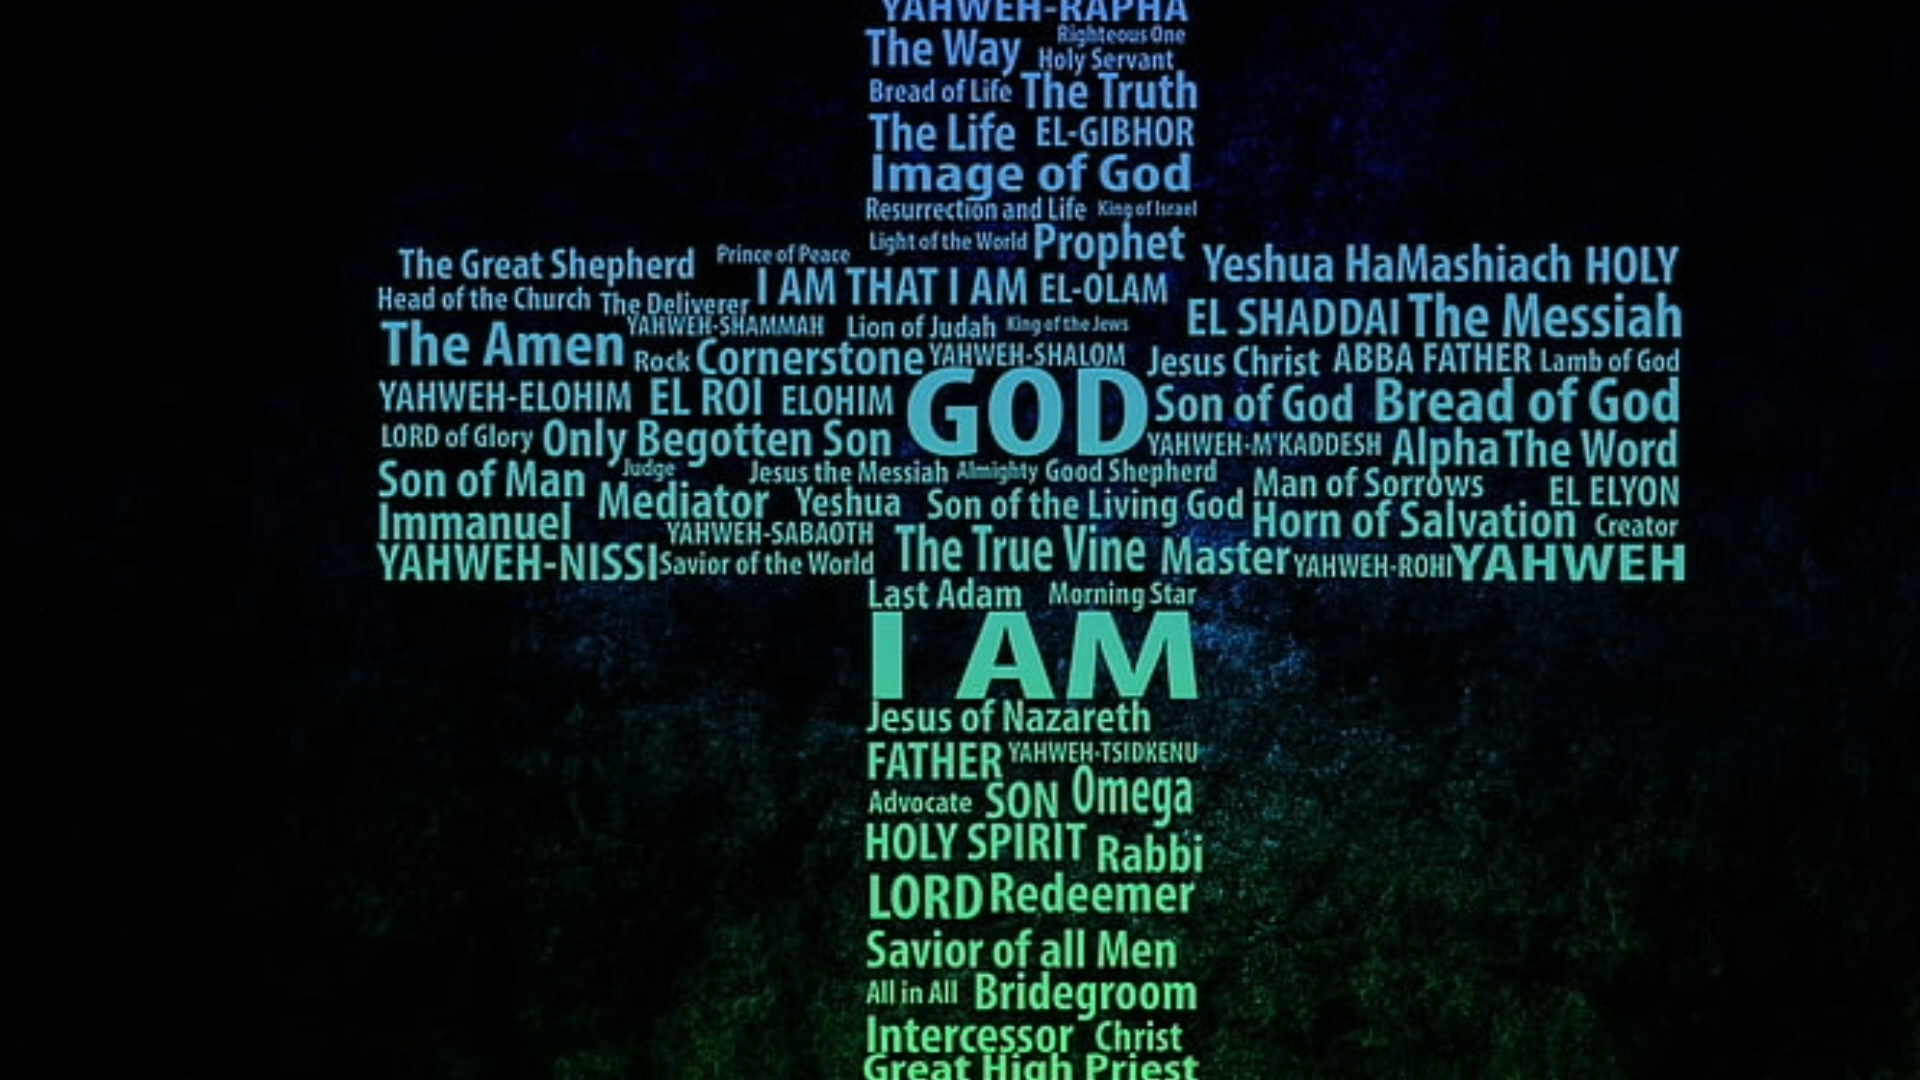 YAHWEH-RAPHA
The Way Righteous One
Holy Servant
Bread of Life The Truth
The Life EL-GIBHOR
Image of God
Resurrection and Life King of Israel
Light of the World Prophet
The Great Shepherd Prince of Peace Yeshua HaMashiach HOLY
Head of the Church The Deliverer I AM THAT I AM EL-OLAM
EL SHADDAI The Messiah
YAHWEH-SHAMMAH Lion of Judah King of the Jews
The Amen Rock Cornerstone YAHWEH-SHALOM Jesus Christ ABBA FATHER Lamb of God
YAHWEH-ELOHIM EL ROI ELOHIM GOD Son of God Bread of God
LORD of Glory Only Begotten Son YAHWEH-M'KADDESH Alpha The Word
Son of Man Judge Jesus the Messiah Almighty Good Shepherd Man of Sorrows EL ELYON
Mediator Yeshua Son of the Living God
Immanuel YAHWEH-SABAOTH Horn of Salvation Creator
YAHWEH-NISSI Savior of the World The True Vine Master YAHWEH-ROHI YAHWEH
Last Adam Morning Star
I AM
Jesus of Nazareth
FATHER YAHWEH-TSIDKENU
Advocate SON Omega
HOLY SPIRIT Rabbi
LORD Redeemer
Savior of all Men
All in All Bridegroom
Intercessor Christ
Great High Priest